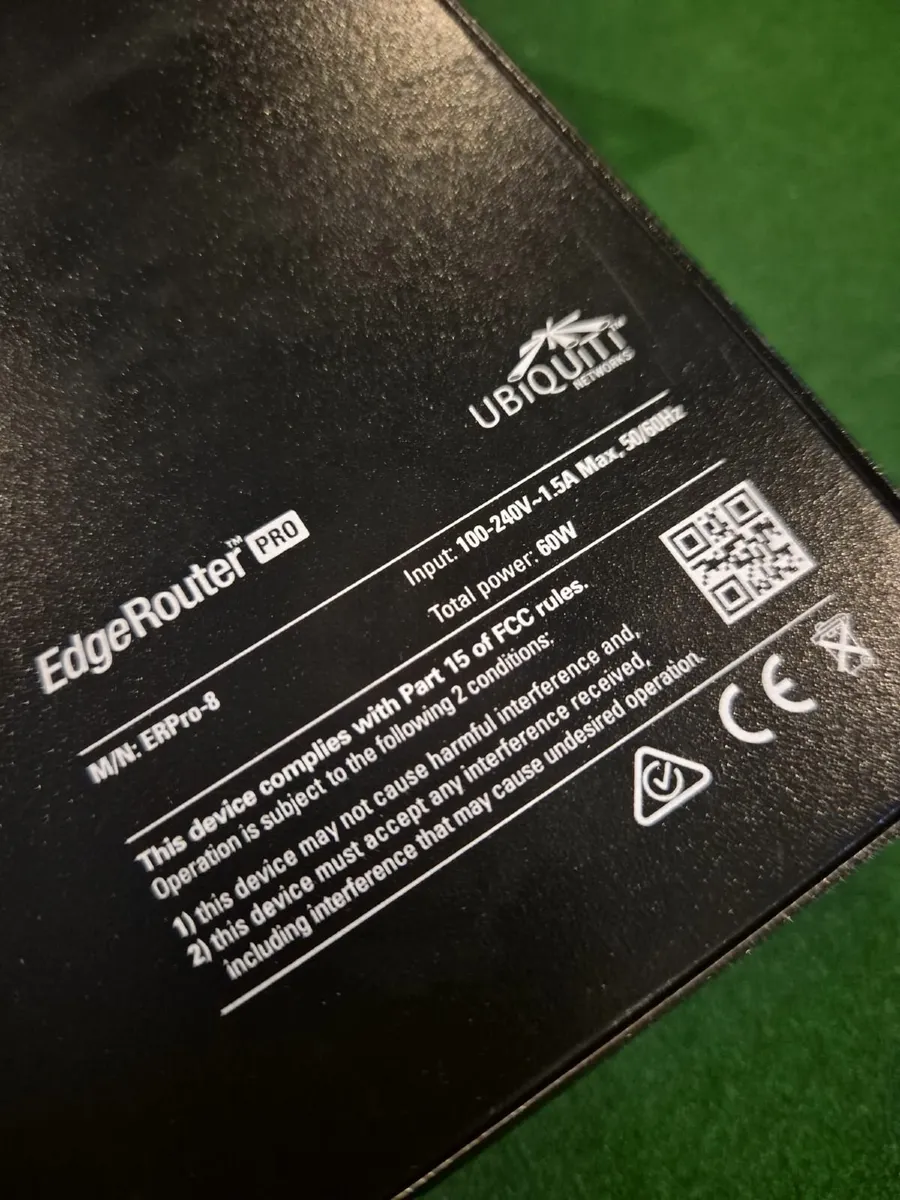 UBiQUiTi™
NETWORKS
EdgeRouter™ PRO
Input: 100-240V~1.5A Max, 50/60Hz
M/N: ERPro-8
Total power: 60W
This device complies with Part 15 of FCC rules.
Operation is subject to the following 2 conditions:
1) this device may not cause harmful interference and,
2) this device must accept any interference received,
including interference that may cause undesired operation.
CE